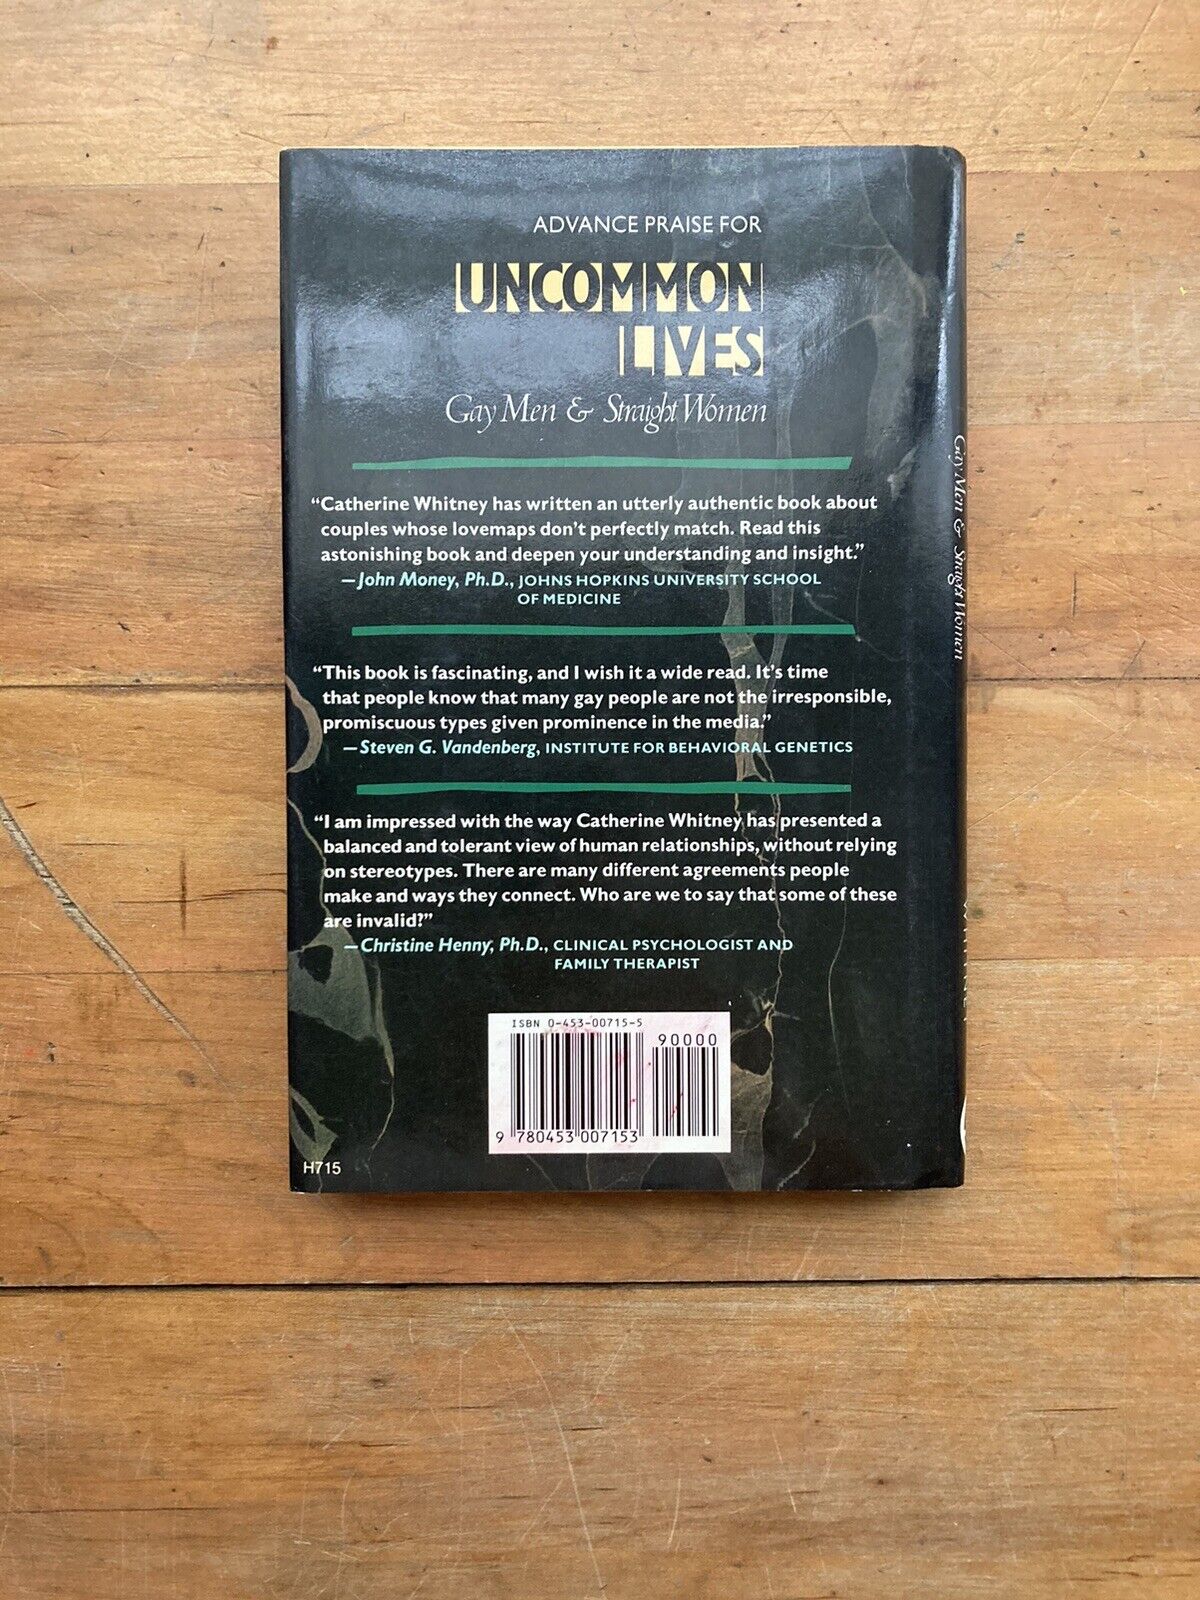 ADVANCE PRAISE FOR
UNCOMMON
LIVES
Gay Men & Straight Women
“Catherine Whitney has written an utterly authentic book about
couples whose lovemaps don’t perfectly match. Read this
astonishing book and deepen your understanding and insight.”
—John Money, Ph.D., JOHNS HOPKINS UNIVERSITY SCHOOL
OF MEDICINE
“This book is fascinating, and I wish it a wide read. It’s time
that people know that many gay people are not the irresponsible,
promiscuous types given prominence in the media.”
—Steven G. Vandenberg, INSTITUTE FOR BEHAVIORAL GENETICS
“I am impressed with the way Catherine Whitney has presented a
balanced and tolerant view of human relationships, without relying
on stereotypes. There are many different agreements people
make and ways they connect. Who are we to say that some of these
are invalid?”
—Christine Henny, Ph.D., CLINICAL PSYCHOLOGIST AND
FAMILY THERAPIST
ISBN 0-453-00715-5
90000
9 780453 007153
H715
Gay Men & Straight Women